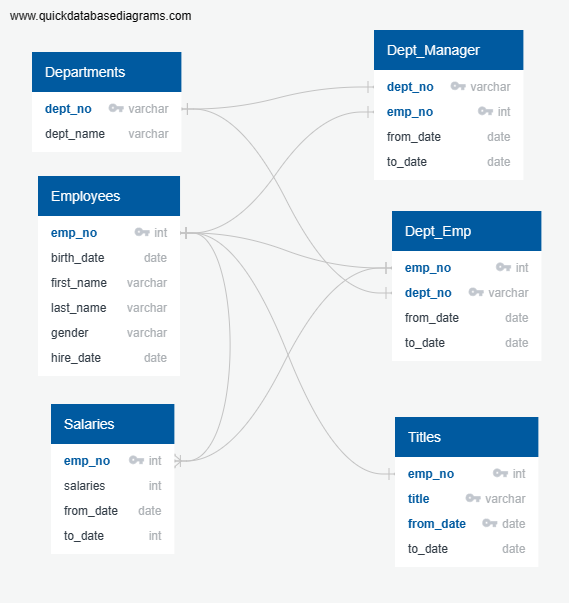 www.quickdatabasediagrams.com
Departments
dept_no varchar
dept_name varchar
Employees
emp_no int
birth_date date
first_name varchar
last_name varchar
gender varchar
hire_date date
Salaries
emp_no int
salaries int
from_date date
to_date int
Dept_Manager
dept_no varchar
emp_no int
from_date date
to_date date
Dept_Emp
emp_no int
dept_no varchar
from_date date
to_date date
Titles
emp_no int
title varchar
from_date date
to_date date